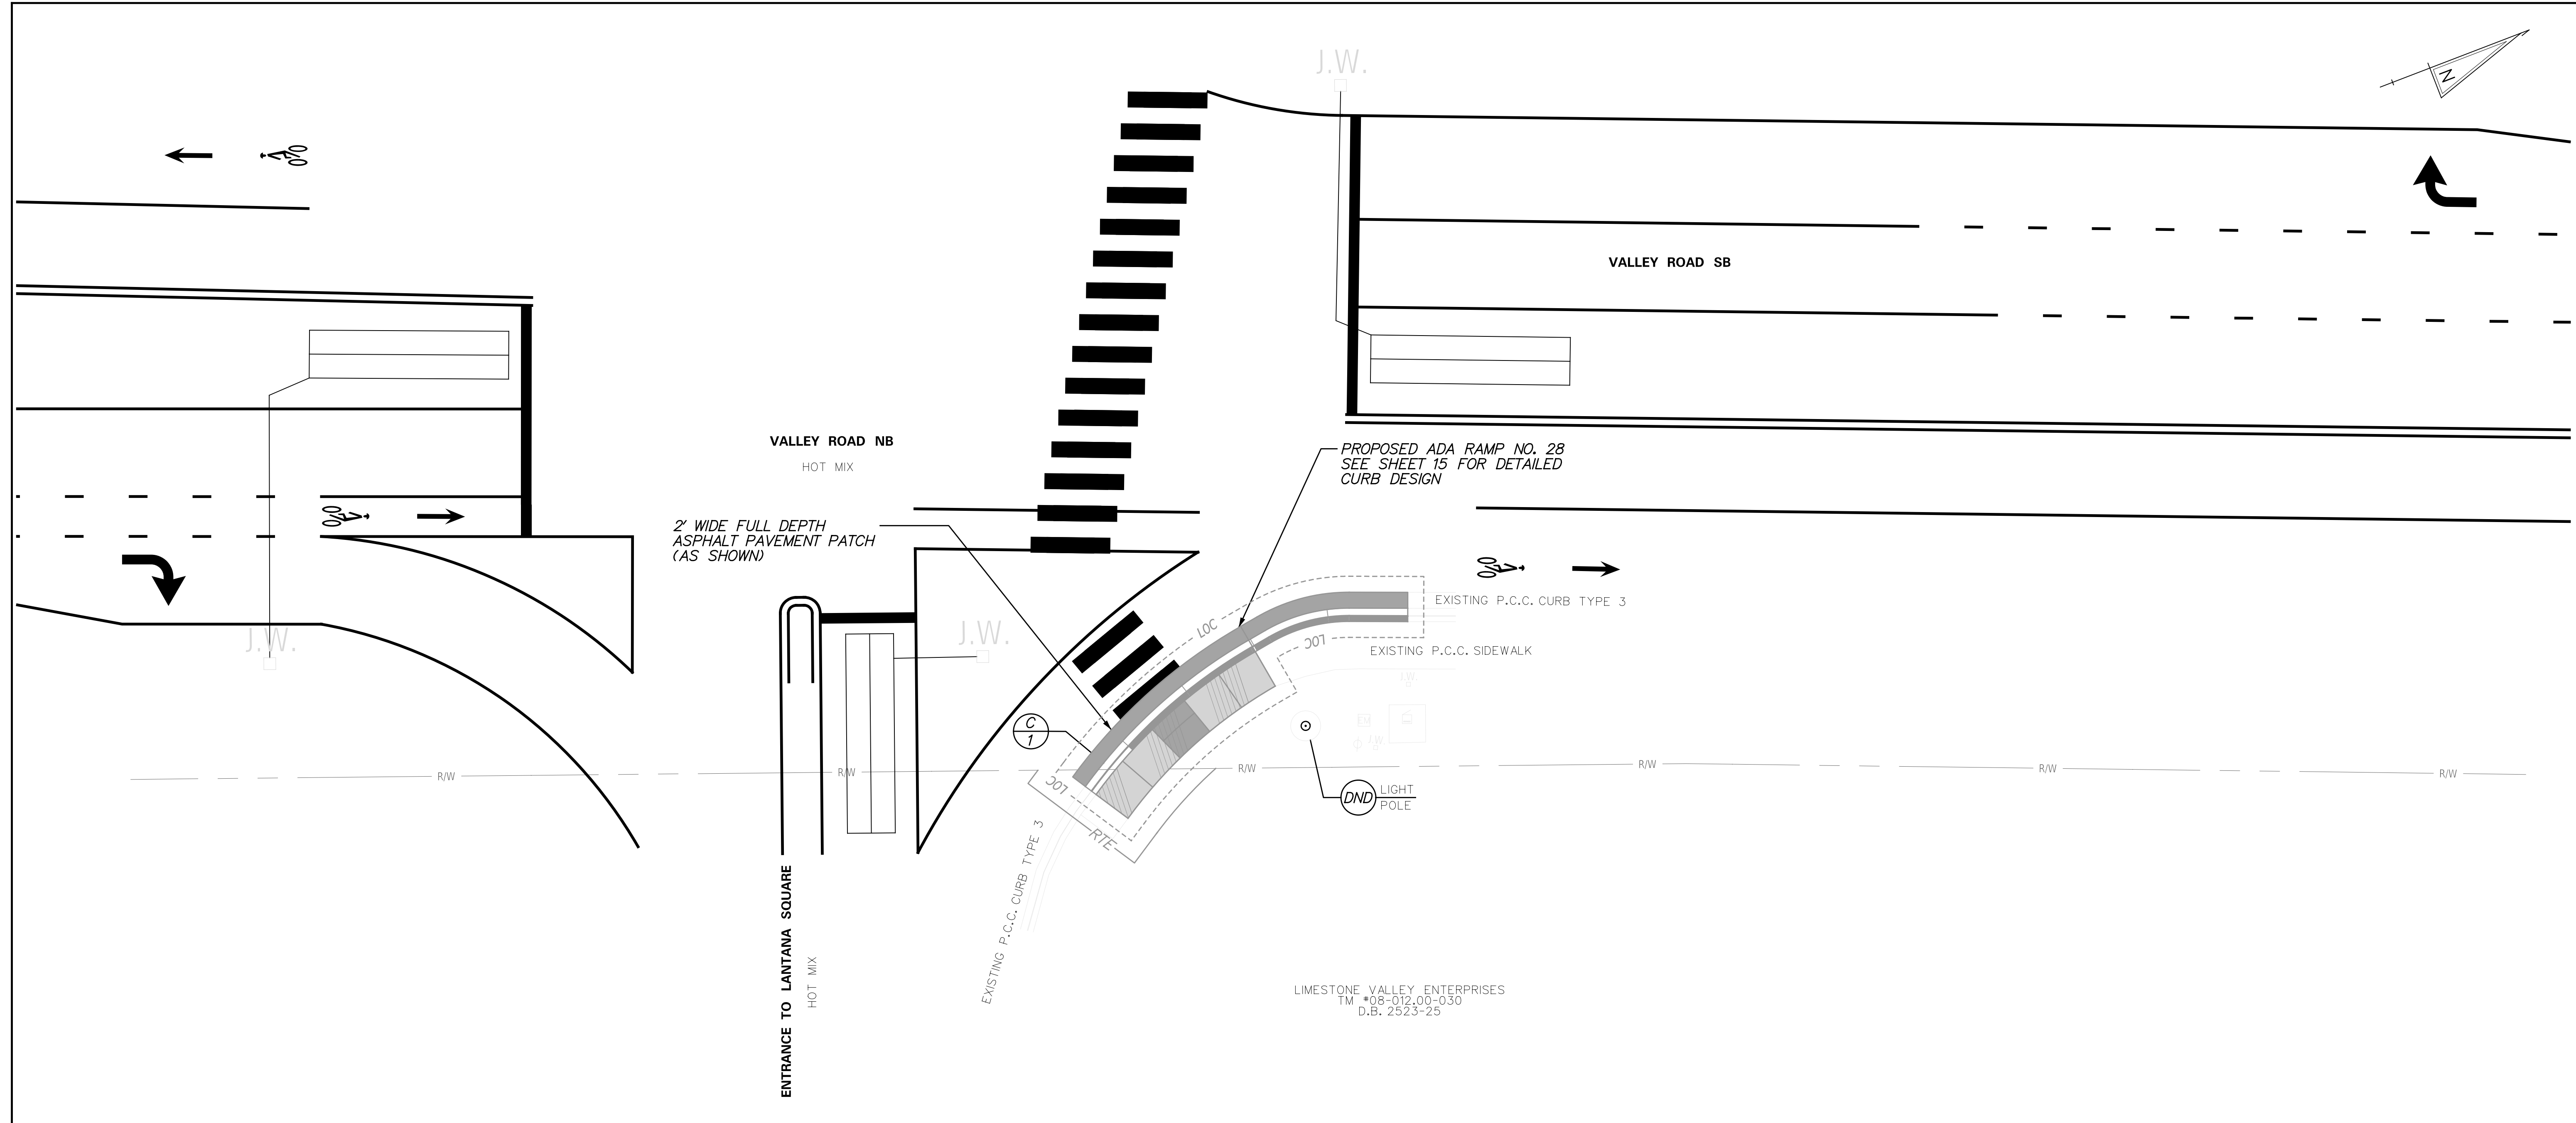 J.W.
N
VALLEY ROAD SB
VALLEY ROAD NB
HOT MIX
PROPOSED ADA RAMP NO. 28
SEE SHEET 15 FOR DETAILED
CURB DESIGN
2' WIDE FULL DEPTH
ASPHALT PAVEMENT PATCH
(AS SHOWN)
EXISTING P.C.C. CURB TYPE 3
LOC
LOC
EXISTING P.C.C. SIDEWALK
J.W.
J.W.
J.W.
C
1
J.W.
R/W
R/W
R/W
R/W
R/W
R/W
LOC
DND
LIGHT
POLE
RTE
EXISTING P.C.C. CURB TYPE 3
ENTRANCE TO LANTANA SQUARE
HOT MIX
LIMESTONE VALLEY ENTERPRISES
TM *08-012.00-030
D.B. 2523-25